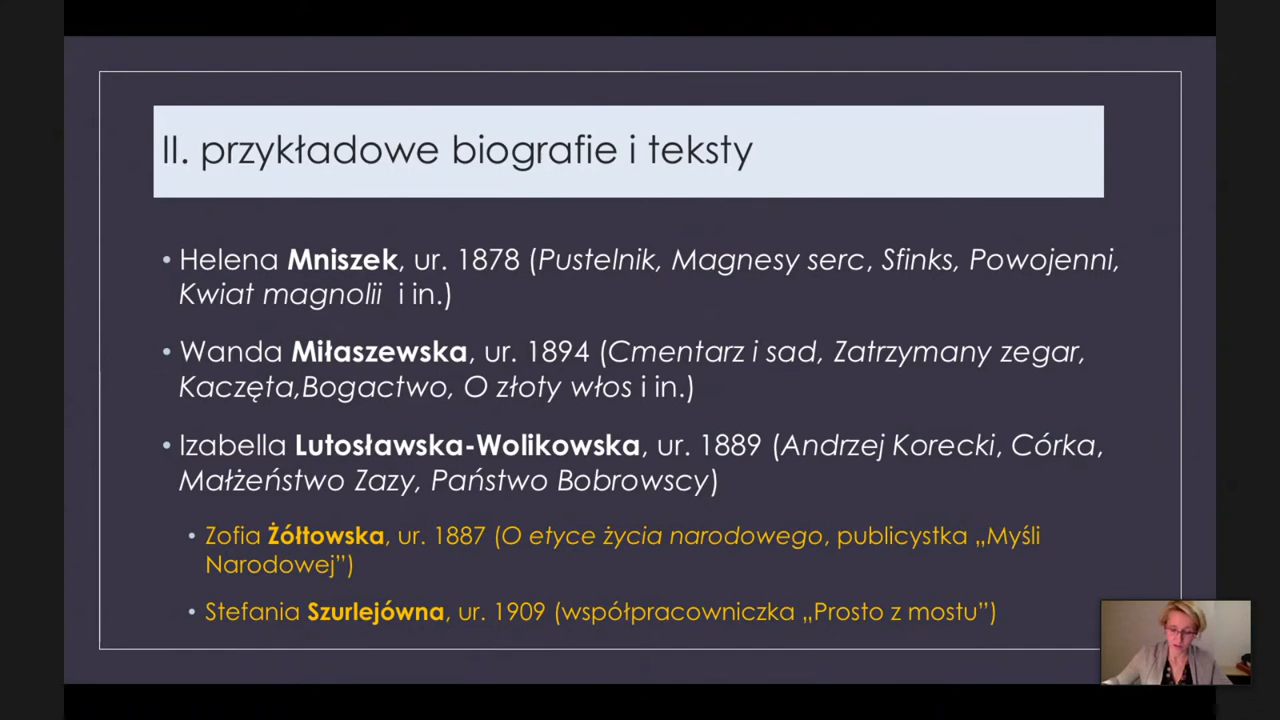 II. przykładowe biografie i teksty
• Helena Mniszek, ur. 1878 (Pustelnik, Magnesy serc, Sfinks, Powojenni,
Kwiat magnolii i in.)
• Wanda Miłaszewska, ur. 1894 (Cmentarz i sad, Zatrzymany zegar,
Kaczęta,Bogactwo, O złoty włos i in.)
• Izabella Lutosławska-Wolikowska, ur. 1889 (Andrzej Korecki, Córka,
Małżeństwo Zazy, Państwo Bobrowscy)
• Zofia Żółtowska, ur. 1887 (O etyce życia narodowego, publicystka „Myśli
Narodowej”)
• Stefania Szurlejówna, ur. 1909 (współpracowniczka „Prosto z mostu”)